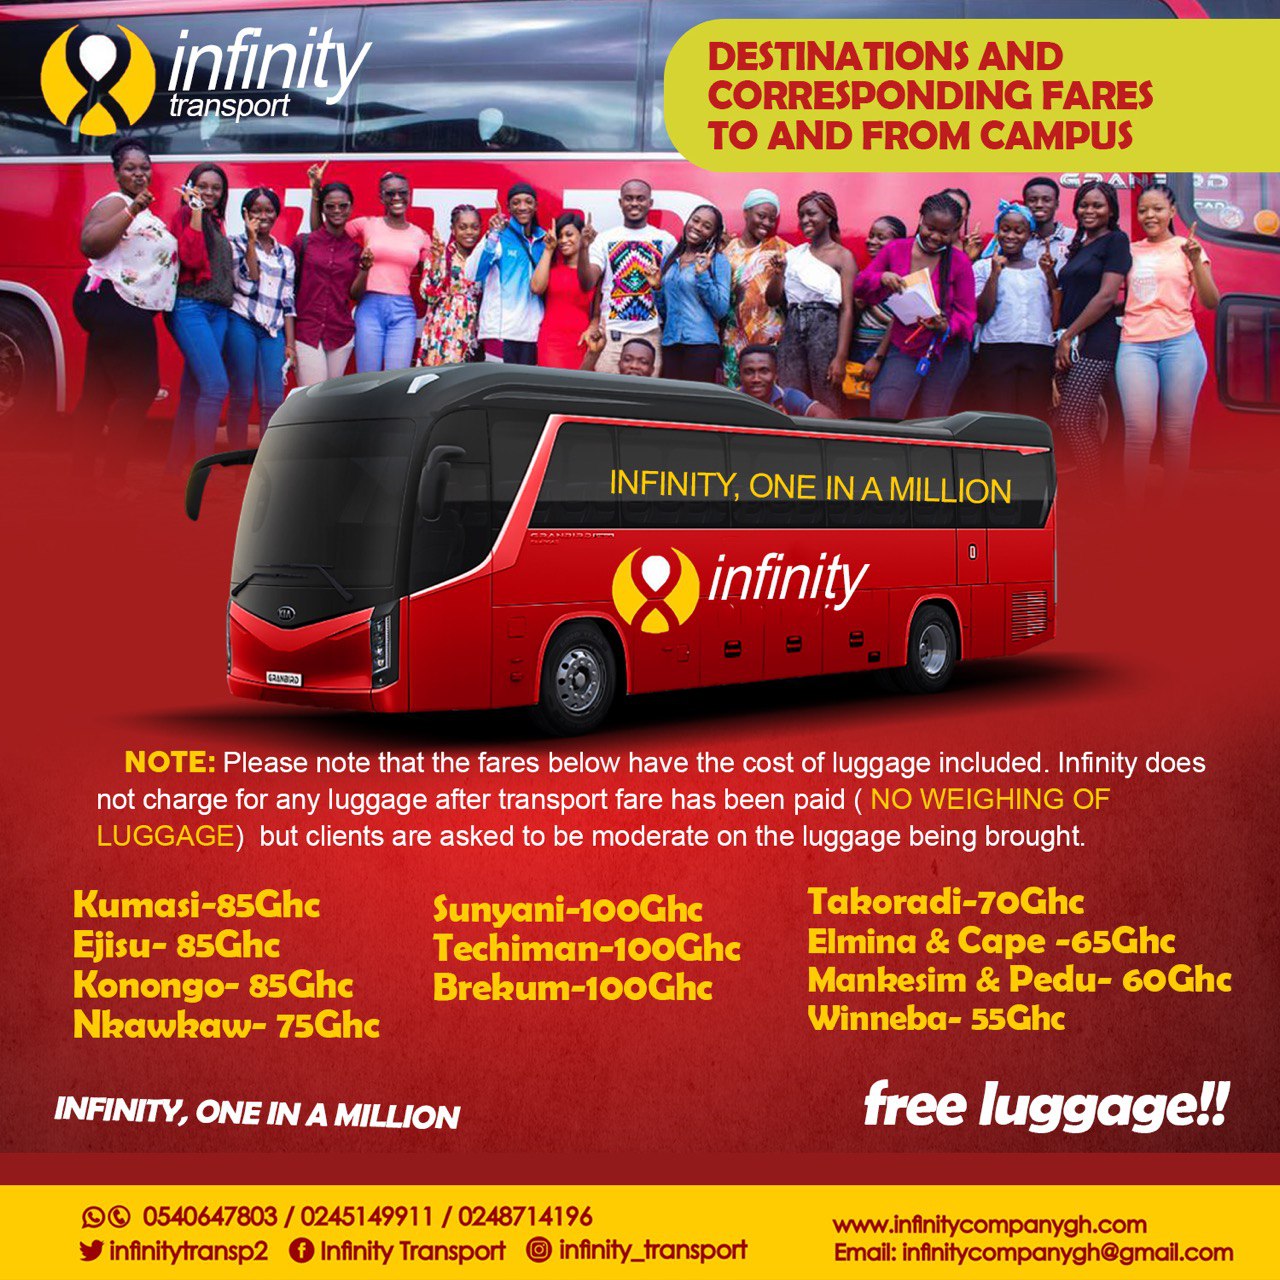 infinity
transport
DESTINATIONS AND
CORRESPONDING FARES
TO AND FROM CAMPUS
GRANBIRD
INFINITY, ONE IN A MILLION
GRANBIRD
infinity
KIA
GRANBIRD
NOTE: Please note that the fares below have the cost of luggage included. Infinity does
not charge for any luggage after transport fare has been paid ( NO WEIGHING OF
LUGGAGE) but clients are asked to be moderate on the luggage being brought.
Kumasi-85Ghc
Ejisu- 85Ghc
Konongo- 85Ghc
Nkawkaw- 75Ghc
Sunyani-100Ghc
Techiman-100Ghc
Brekum-100Ghc
Takoradi-70Ghc
Elmina & Cape -65Ghc
Mankesim & Pedu- 60Ghc
Winneba- 55Ghc
INFINITY, ONE IN A MILLION
free luggage!!
0540647803 / 0245149911 / 0248714196
infinitytransp2 Infinity Transport infinity_transport
www.infinitycompanygh.com
Email: infinitycompanygh@gmail.com